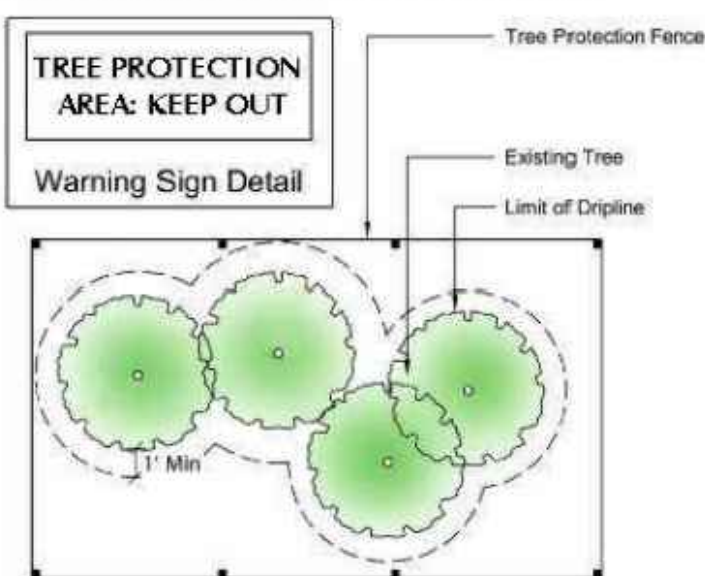 TREE PROTECTION
AREA: KEEP OUT
Warning Sign Detail
Tree Protection Fence
Existing Tree
Limit of Dripline
1' Min